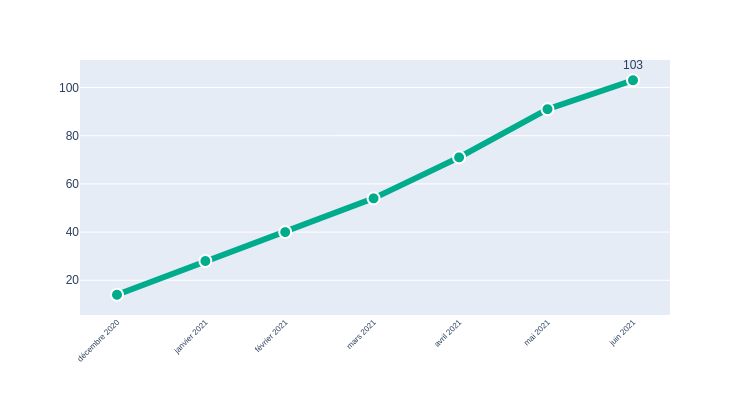 103
100
80
60
40
20
décembre 2020
janvier 2021
février 2021
mars 2021
avril 2021
mai 2021
juin 2021